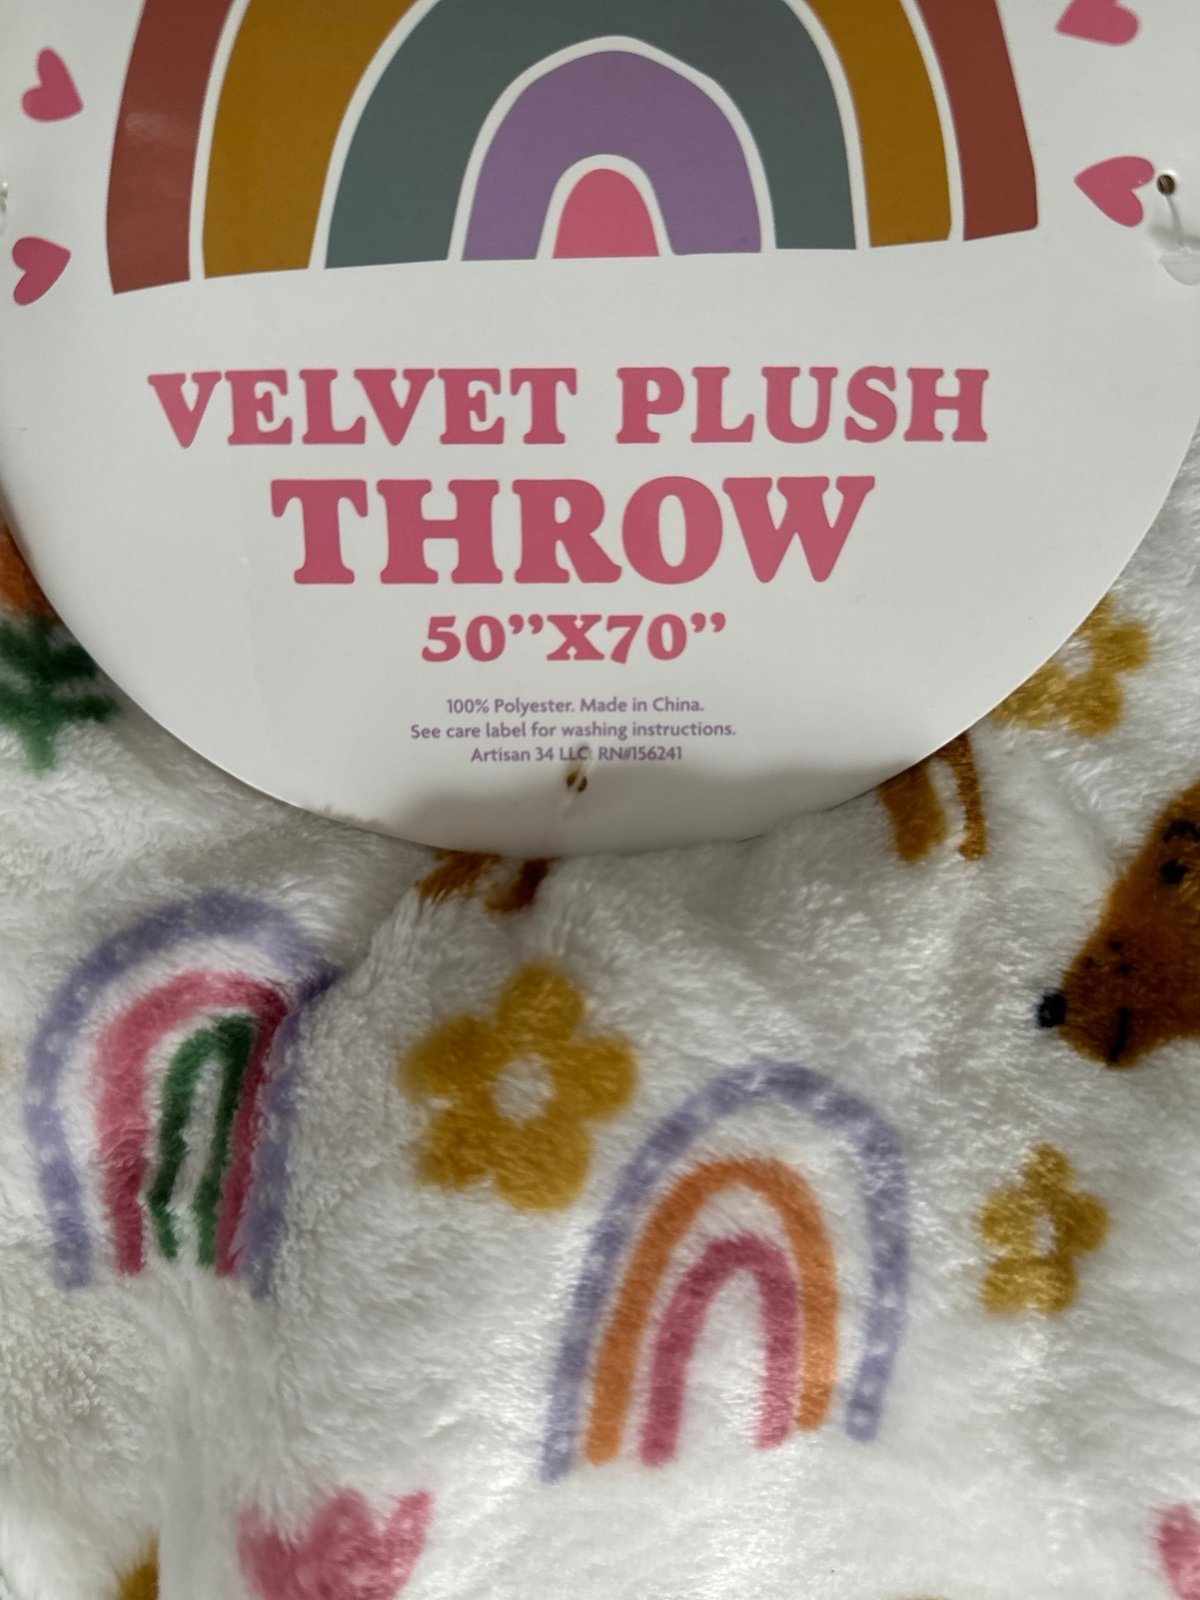 VELVET PLUSH
THROW
50”X70”
100% Polyester. Made in China.
See care label for washing instructions.
Artisan 34 LLC RN#156241